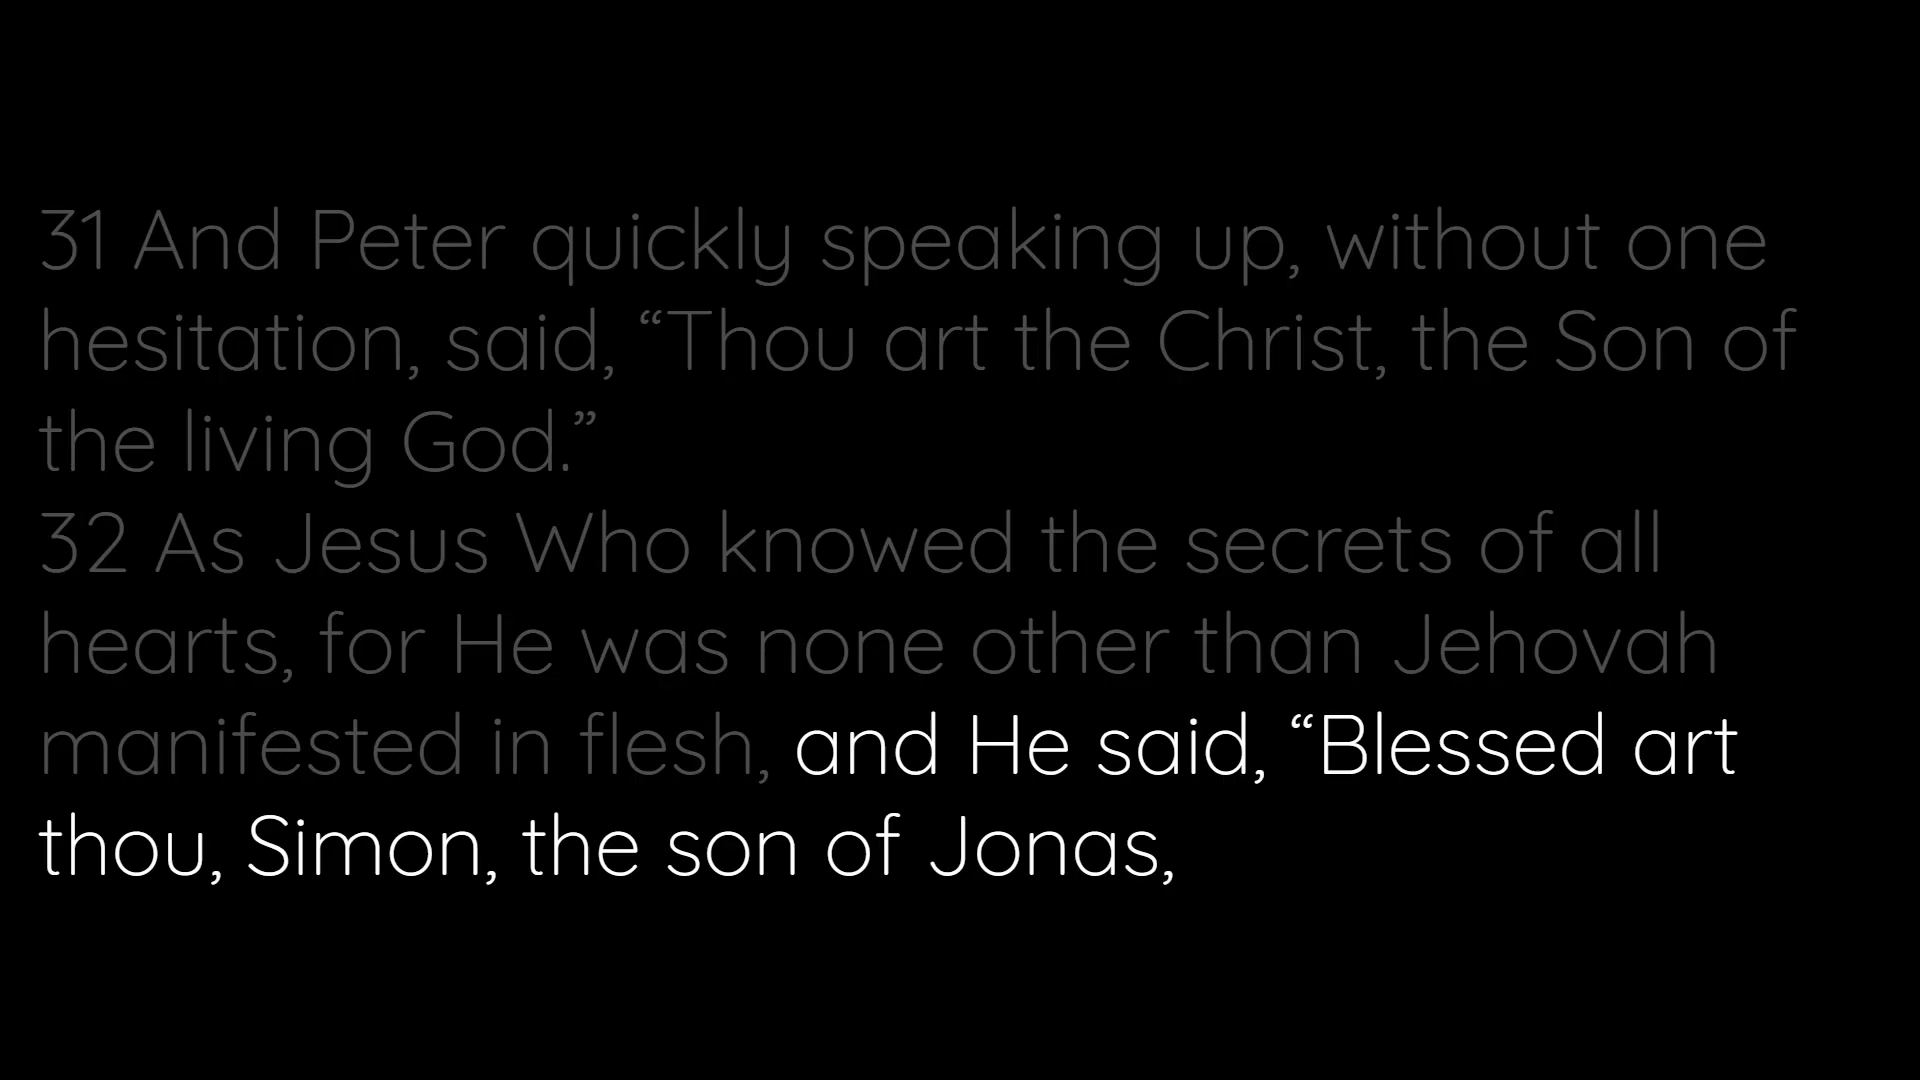 31 And Peter quickly speaking up, without one
hesitation, said, “Thou art the Christ, the Son of
the living God.”
32 As Jesus Who knowed the secrets of all
hearts, for He was none other than Jehovah
manifested in flesh, and He said, “Blessed art
thou, Simon, the son of Jonas,